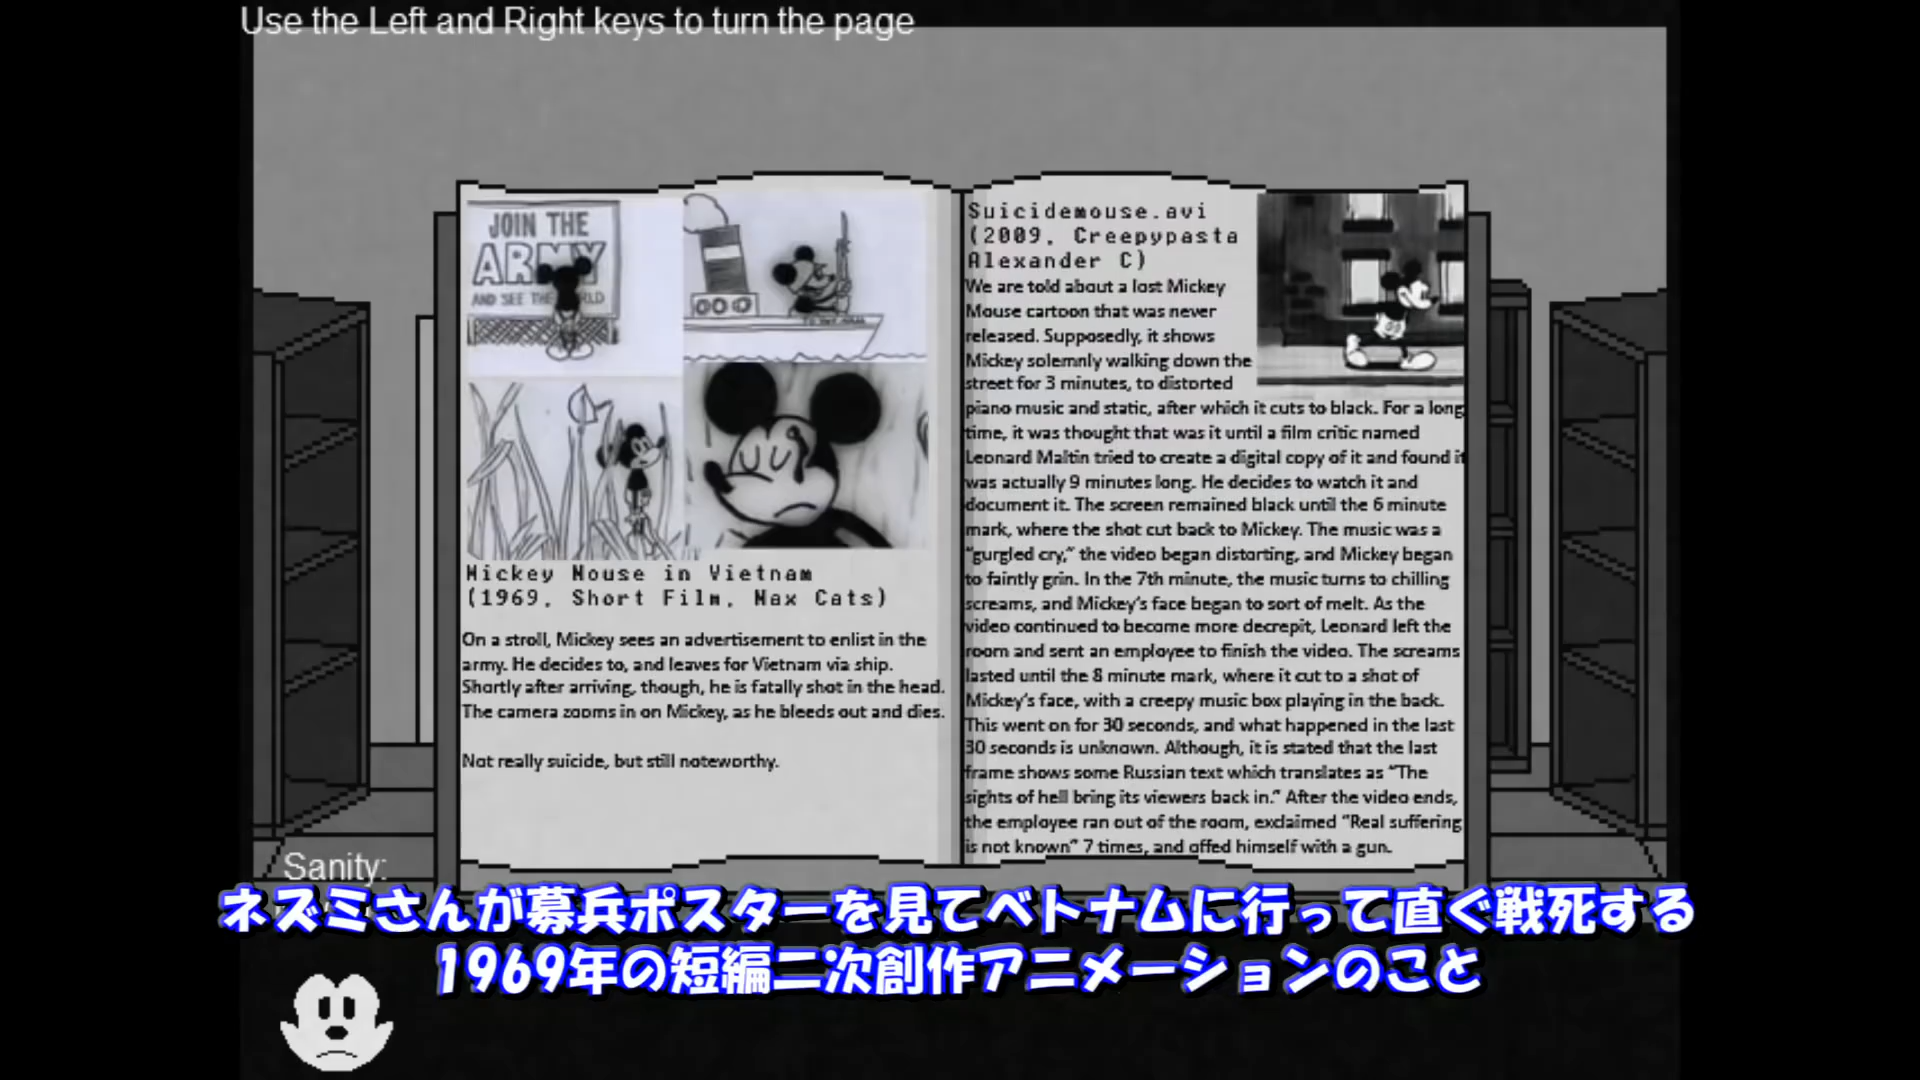 Use the Left and Right keys to turn the page
JOIN THE
ARMY
AND SEE THE
Mickey Mouse in Vietnam
(1969, Short Film, Max Cats)
On a stroll, Mickey sees an advertisement to enlist in the
army. He decides to, and leaves for Vietnam via ship.
Shortly after arriving, though, he is fatally shot in the head.
The camera zooms in on Mickey, as he bleeds out and dies.
Not really suicide, but still noteworthy.
Suicidemouse.avi
(2009, Creepypasta
Alexander C)
We are told about a lost Mickey
Mouse cartoon that was never
released. Supposedly, it shows
Mickey solemnly walking down the
street for 3 minutes, to distorted
piano music and static, after which it cuts to black. For a long
time, it was thought that was it until a film critic named
Leonard Maltin tried to create a digital copy of it and found it
was actually 9 minutes long. He decides to watch it and
document it. The screen remained black until the 6 minute
mark, where the shot cut back to Mickey. The music was a
“gurgled cry,” the video began distorting, and Mickey began
to faintly grin. In the 7th minute, the music turns to chilling
screams, and Mickey’s face began to sort of melt. As the
video continued to become more decrepit, Leonard left the
room and sent an employee to finish the video. The screams
lasted until the 8 minute mark, where it cut to a shot of
Mickey’s face, with a creepy music box playing in the back.
This went on for 30 seconds, and what happened in the last
30 seconds is unknown. Although, it is stated that the last
frame shows some Russian text which translates as “The
sights of hell bring its viewers back in.” After the video ends,
the employee ran out of the room, exclaimed “Real suffering
is not known” 7 times, and offed himself with a gun.
Sanity:
ネズミさんが募兵ポスターを見てベトナムに行って直ぐ戦死する
1969年の短編二次創作アニメーションのこと